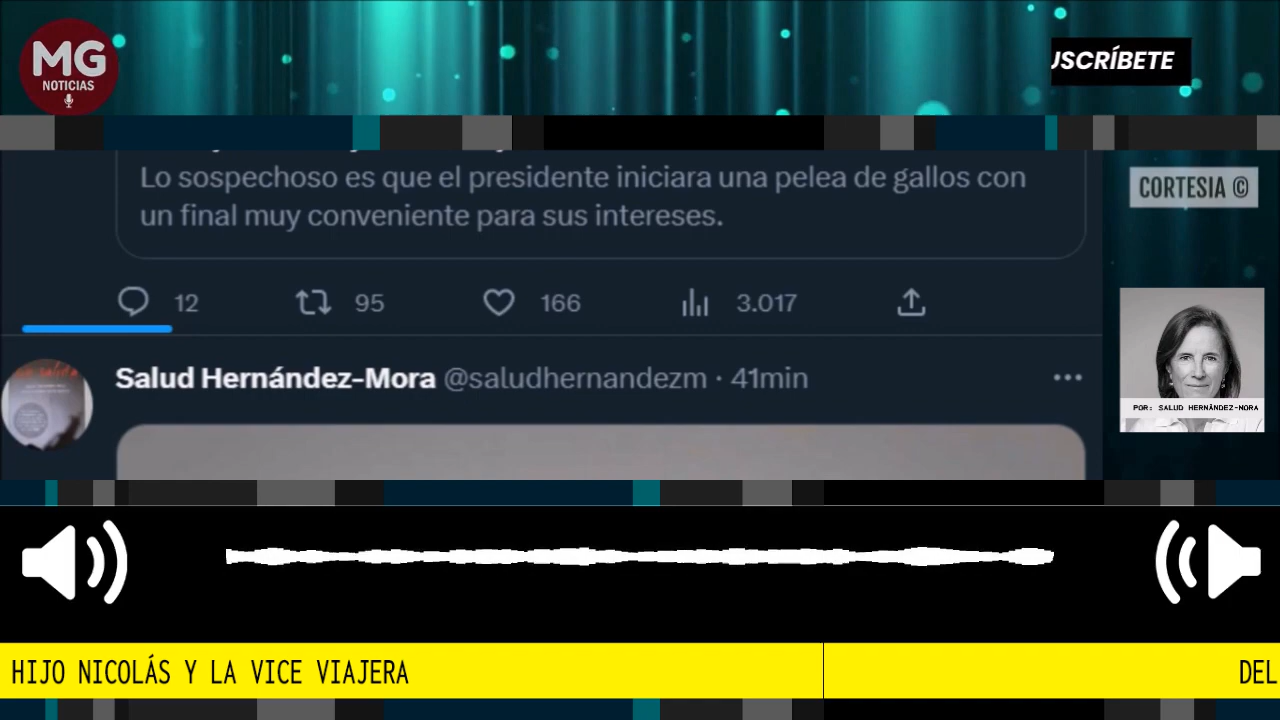 MG
NOTICIAS
JSCRÍBETE
Lo sospechoso es que el presidente iniciara una pelea de gallos con
un final muy conveniente para sus intereses.
CORTESIA ©
12 95 166 3.017
Salud Hernández-Mora @saludhernandezm · 41min
POR: SALUD HERNÁNDEZ-MORA
HIJO NICOLÁS Y LA VICE VIAJERA
DEL